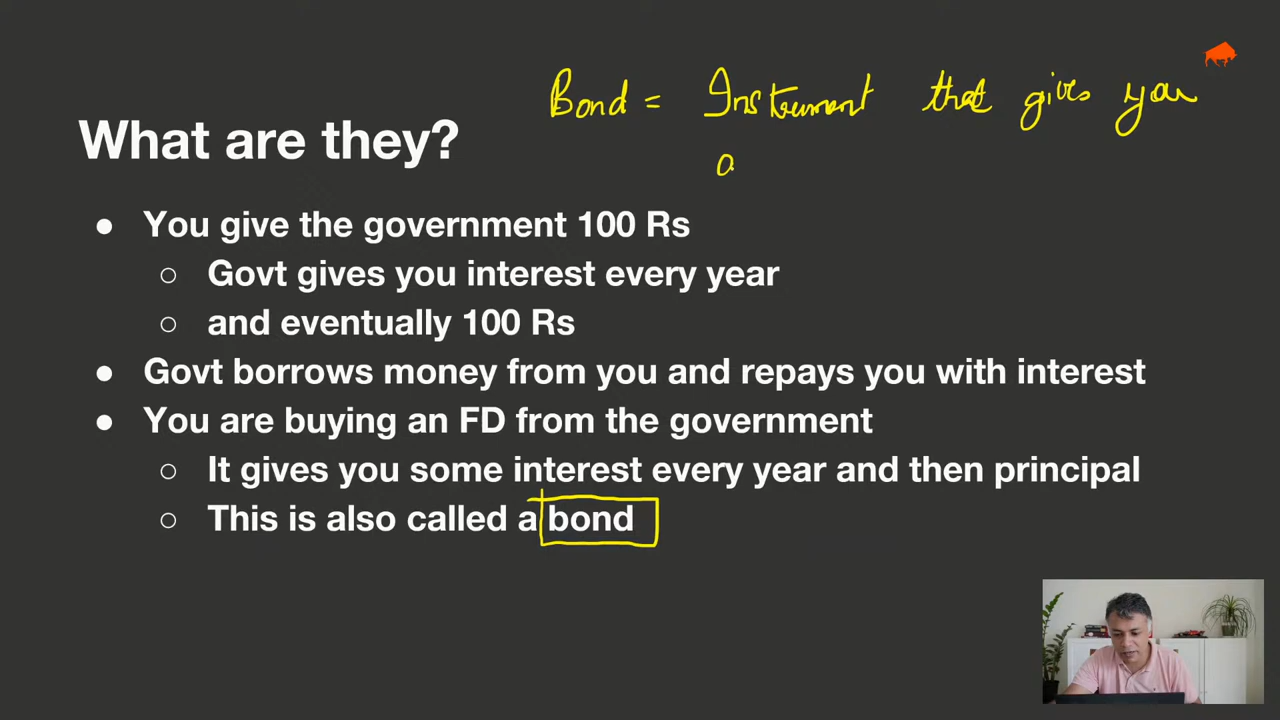 Bond = Instrument that gives you
a
What are they?
● You give the government 100 Rs
○ Govt gives you interest every year
○ and eventually 100 Rs
● Govt borrows money from you and repays you with interest
● You are buying an FD from the government
○ It gives you some interest every year and then principal
○ This is also called a bond